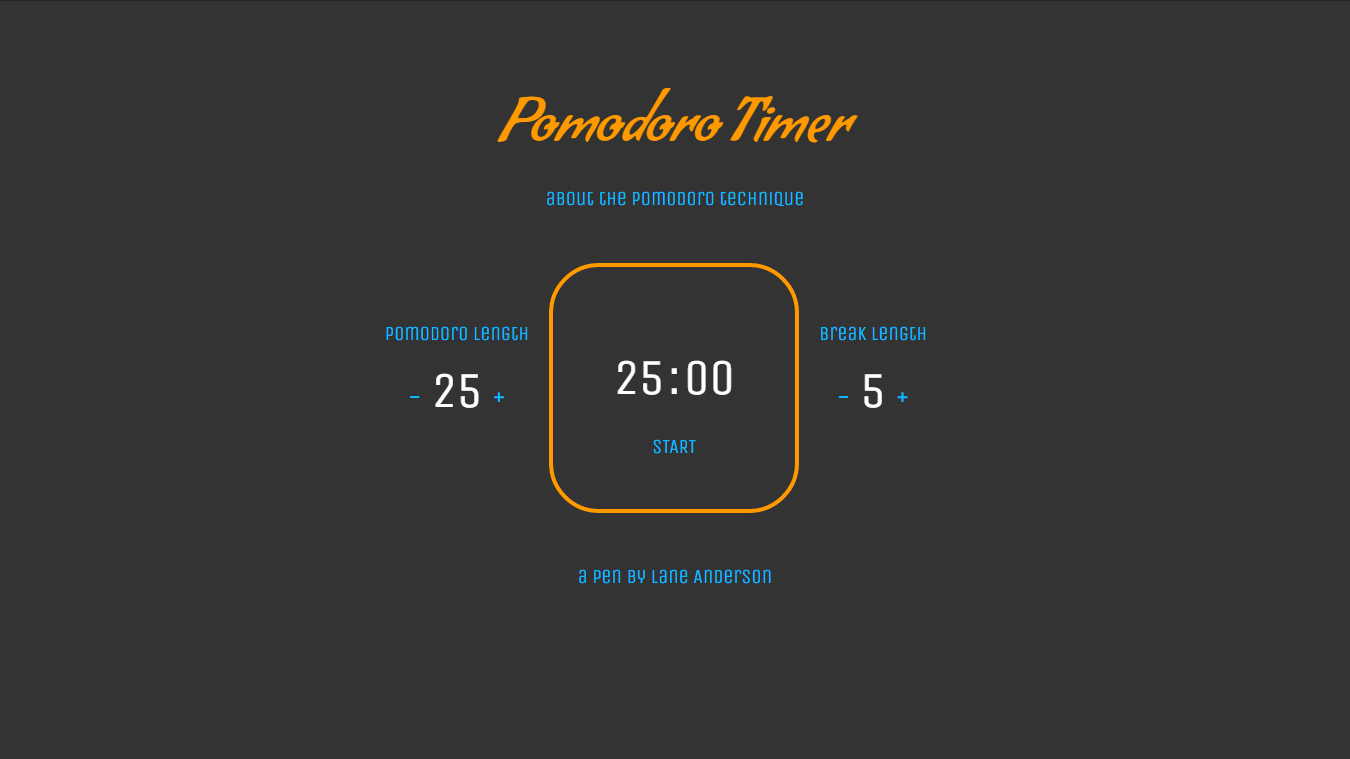 Pomodoro Timer
about the pomodoro technique
Pomodoro Length
- 25 +
25:00
START
Break Length
- 5 +
a pen by Lane Anderson